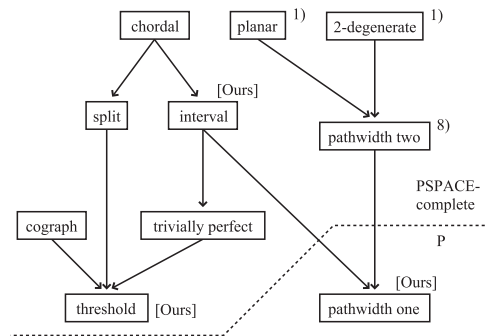 chordal
planar 1)
2-degenerate 1)
[Ours]
split
interval
pathwidth two 8)
PSPACE-
complete
cograph
trivially perfect
P
[Ours]
threshold [Ours]
pathwidth one